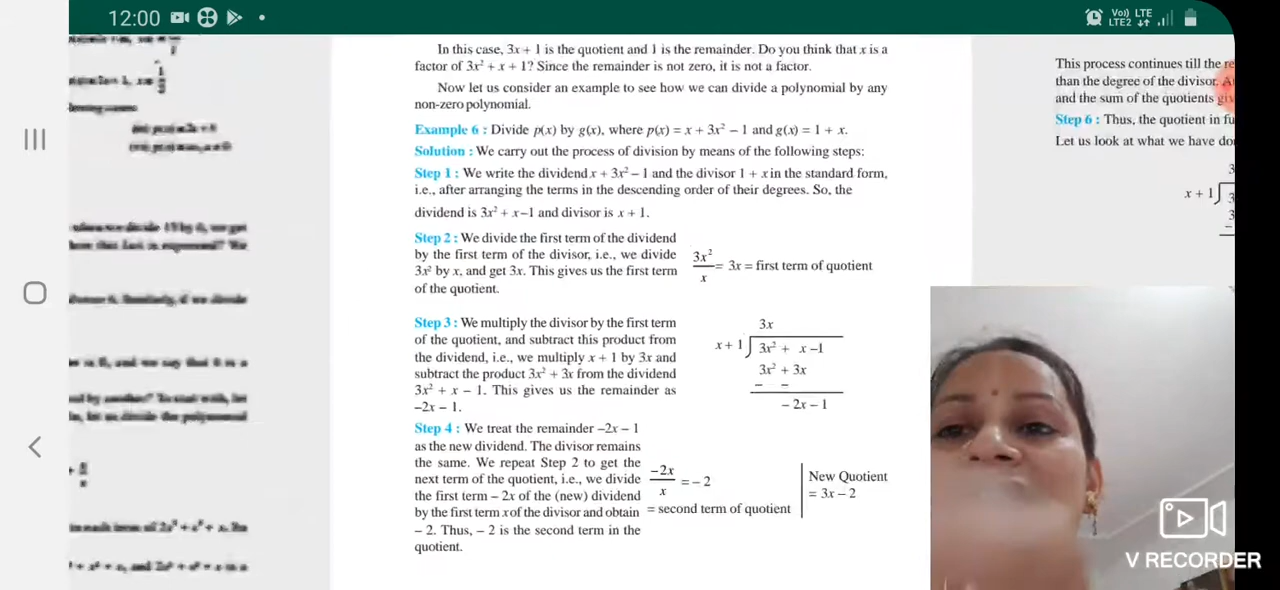 12:00
Vo)) LTE
LTE2
In this case, 3x + 1 is the quotient and 1 is the remainder. Do you think that x is a
factor of 3x² + x + 1? Since the remainder is not zero, it is not a factor.
Now let us consider an example to see how we can divide a polynomial by any
non-zero polynomial.
Example 6 : Divide p(x) by g(x), where p(x) = x + 3x² – 1 and g(x) = 1 + x.
Solution : We carry out the process of division by means of the following steps:
Step 1 : We write the dividend x + 3x² – 1 and the divisor 1 + x in the standard form,
i.e., after arranging the terms in the descending order of their degrees. So, the
dividend is 3x² + x–1 and divisor is x + 1.
Step 2 : We divide the first term of the dividend
by the first term of the divisor, i.e., we divide
3x² by x, and get 3x. This gives us the first term
of the quotient.
3x²
= 3x = first term of quotient
x
Step 3 : We multiply the divisor by the first term
of the quotient, and subtract this product from
the dividend, i.e., we multiply x + 1 by 3x and
subtract the product 3x² + 3x from the dividend
3x² + x – 1. This gives us the remainder as
–2x – 1.
3x
x + 1 3x² + x –1
3x² + 3x
– –
– 2x – 1
Step 4 : We treat the remainder –2x – 1
as the new dividend. The divisor remains
the same. We repeat Step 2 to get the
next term of the quotient, i.e., we divide
the first term – 2x of the (new) dividend
by the first term x of the divisor and obtain
– 2. Thus, – 2 is the second term in the
quotient.
–2x
= – 2
x
= second term of quotient
New Quotient
= 3x – 2
This process continues till the re
than the degree of the divisor. A
and the sum of the quotients giv
Step 6 : Thus, the quotient in fu
Let us look at what we have do
3
x + 1 3
3
–
V RECORDER